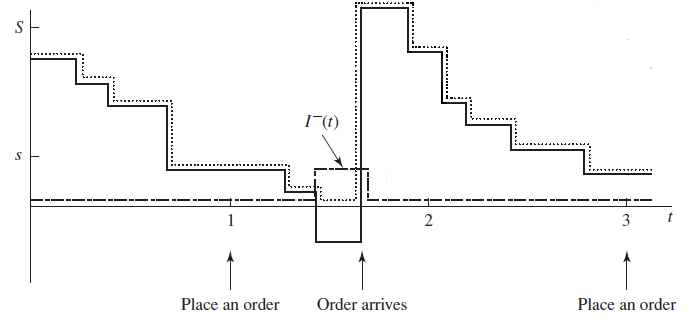 S
I⁻(t)
s
1
2
3
t
Place an order
Order arrives
Place an order